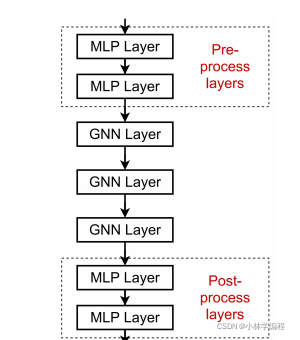 MLP Layer
MLP Layer
Pre-
process
layers
GNN Layer
GNN Layer
GNN Layer
MLP Layer
MLP Layer
Post-
process
layers
CSDN @小林学编程